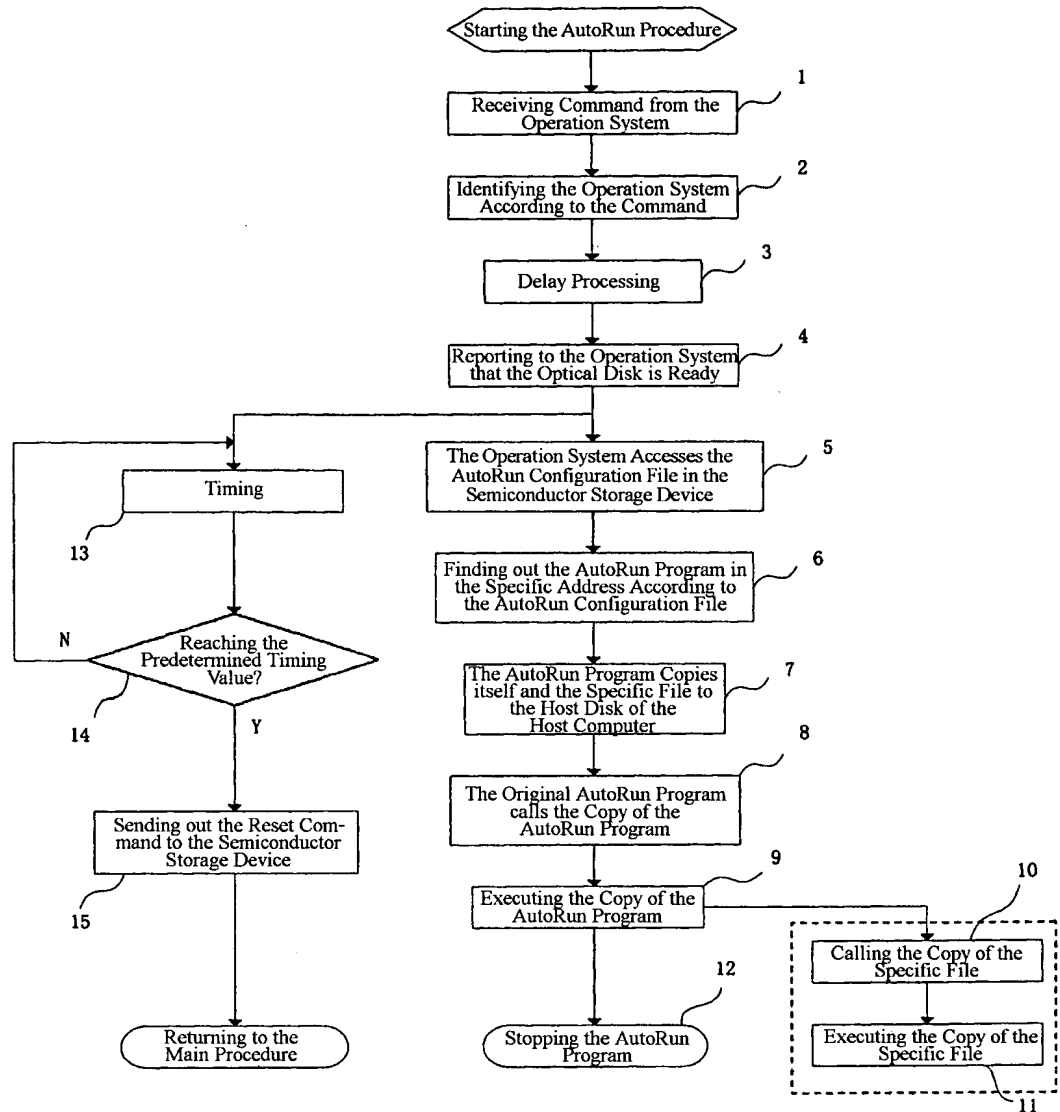 Starting the AutoRun Procedure
1
Receiving Command from the
Operation System
2
Identifying the Operation System
According to the Command
3
Delay Processing
4
Reporting to the Operation System
that the Optical Disk is Ready
5
The Operation System Accesses the
AutoRun Configuration File in the
Semiconductor Storage Device
Timing
13
6
Finding out the AutoRun Program in
the Specific Address According to
the AutoRun Configuration File
N
Reaching the
Predetermined Timing
Value?
14
Y
7
The AutoRun Program Copies
itself and the Specific File to
the Host Disk of the
Host Computer
8
The Original AutoRun Program
calls the Copy of the
AutoRun Program
Sending out the Reset Com-
mand to the Semiconductor
Storage Device
15
9
Executing the Copy of the
AutoRun Program
10
Calling the Copy of the
Specific File
Executing the Copy of the
Specific File
11
12
Stopping the AutoRun
Program
Returning to the
Main Procedure